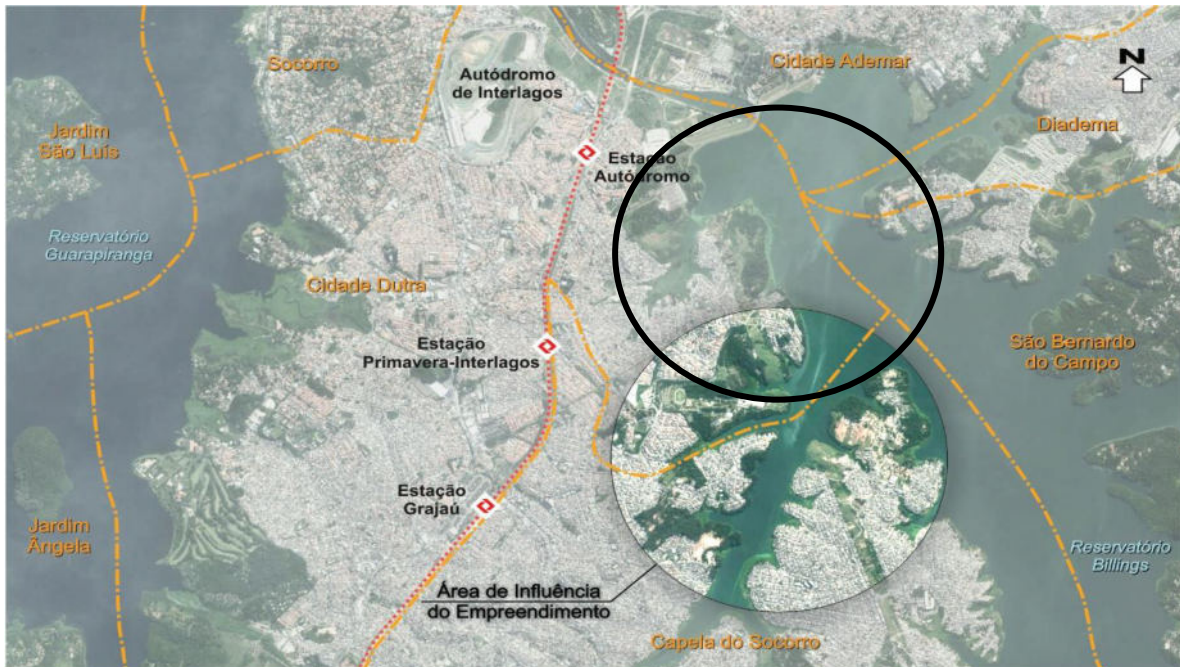 Socorro
Autódromo
de Interlagos
Cidade Ademar
N
Jardim
São Luís
Estação
Autódromo
Diadema
Reservatório
Guarapiranga
Cidade Dutra
Estação
Primavera-Interlagos
São Bernardo
do Campo
Estação
Grajaú
Jardim
Ângela
Reservatório
Billings
Área de Influência
do Empreendimento
Capela do Socorro